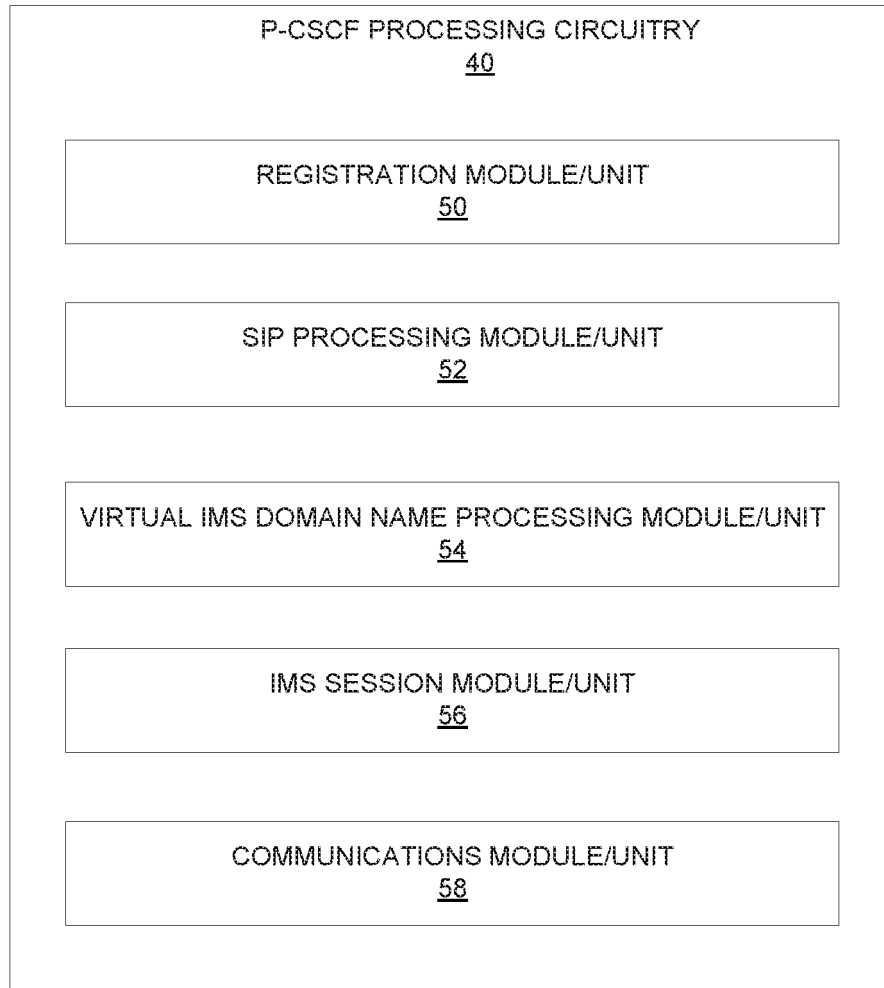 P-CSCF PROCESSING CIRCUITRY
40
REGISTRATION MODULE/UNIT
50
SIP PROCESSING MODULE/UNIT
52
VIRTUAL IMS DOMAIN NAME PROCESSING MODULE/UNIT
54
IMS SESSION MODULE/UNIT
56
COMMUNICATIONS MODULE/UNIT
58